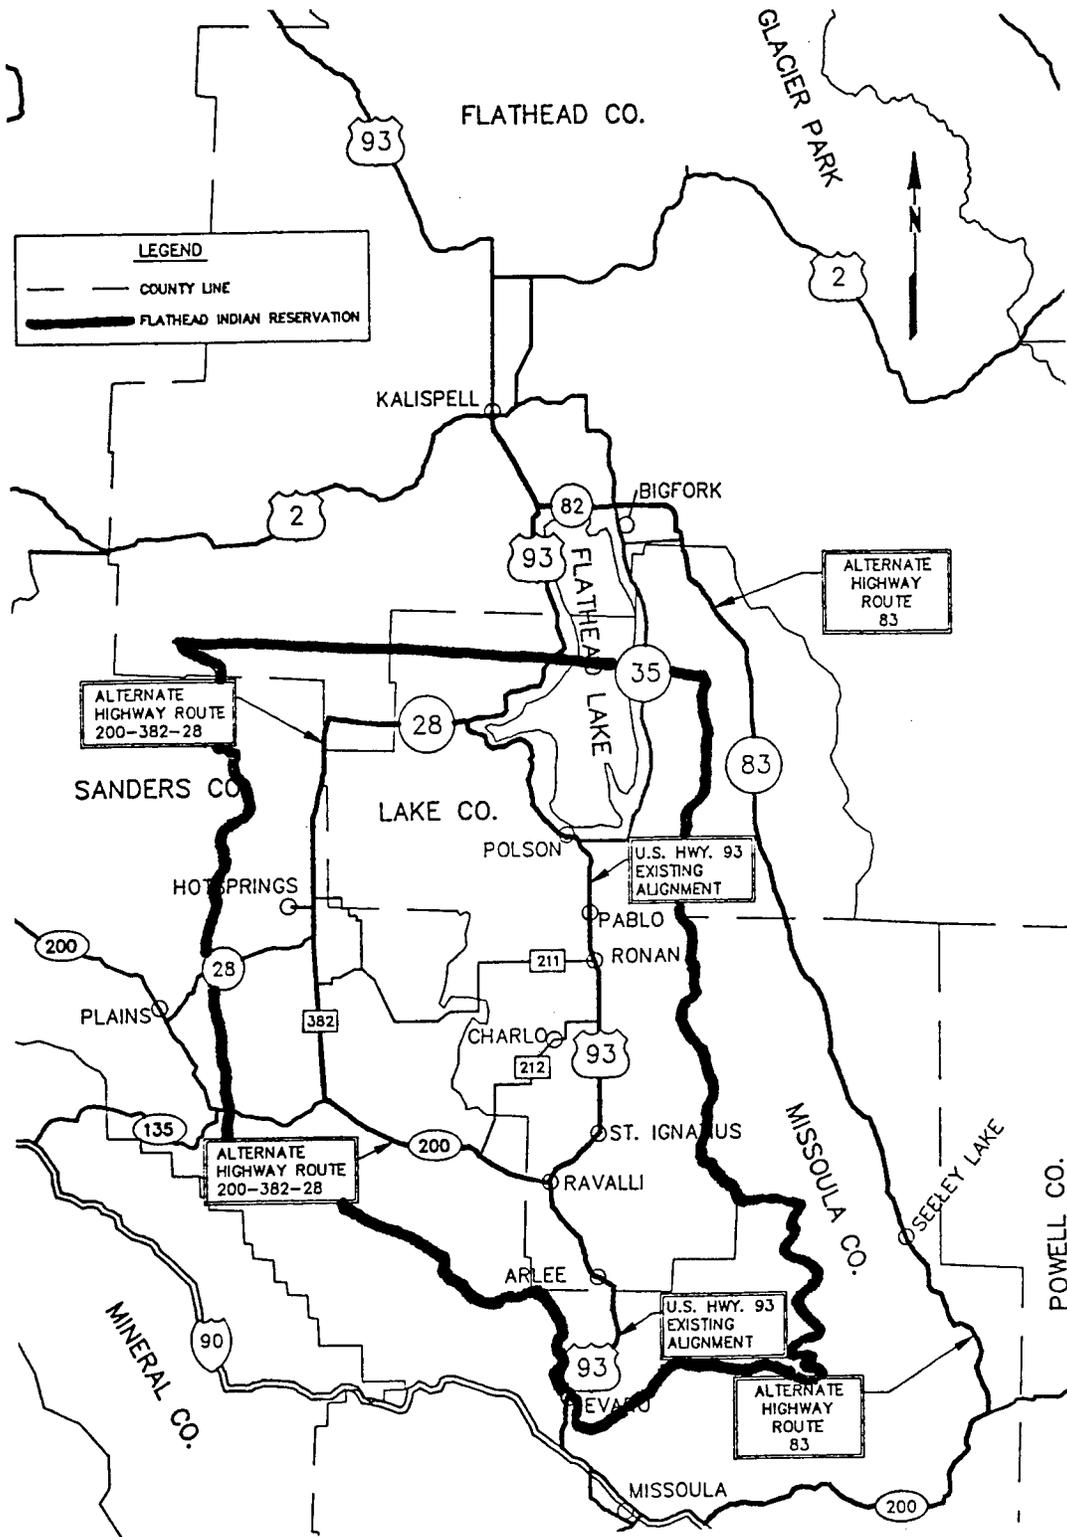 GLACIER PARK
FLATHEAD CO.
93
N
LEGEND
COUNTY LINE
FLATHEAD INDIAN RESERVATION
2
KALISPELL
BIGFORK
82
2
93
FLATHEAD LAKE
ALTERNATE
HIGHWAY
ROUTE
83
35
ALTERNATE
HIGHWAY ROUTE
200-382-28
28
83
SANDERS CO.
LAKE CO.
POLSON
U.S. HWY. 93
EXISTING
ALIGNMENT
HOTSPRINGS
PABLO
200
211
RONAN
28
PLAINS
382
CHARLO
93
212
135
ST. IGNATIUS
MISSOULA CO.
SEELEY LAKE
POWELL CO.
ALTERNATE
HIGHWAY ROUTE
200-382-28
200
RAVALLI
ARLEE
U.S. HWY. 93
EXISTING
ALIGNMENT
MINERAL CO.
90
93
EVARO
ALTERNATE
HIGHWAY
ROUTE
83
MISSOULA
200